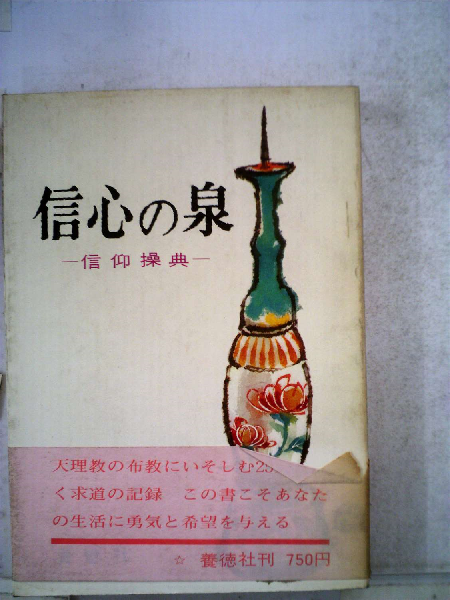 信心の泉
—信仰操典—
天理教の布教にいそしむ25
く求道の記録 この書こそあなた
の生活に勇気と希望を与える
☆ 養徳社刊 750円